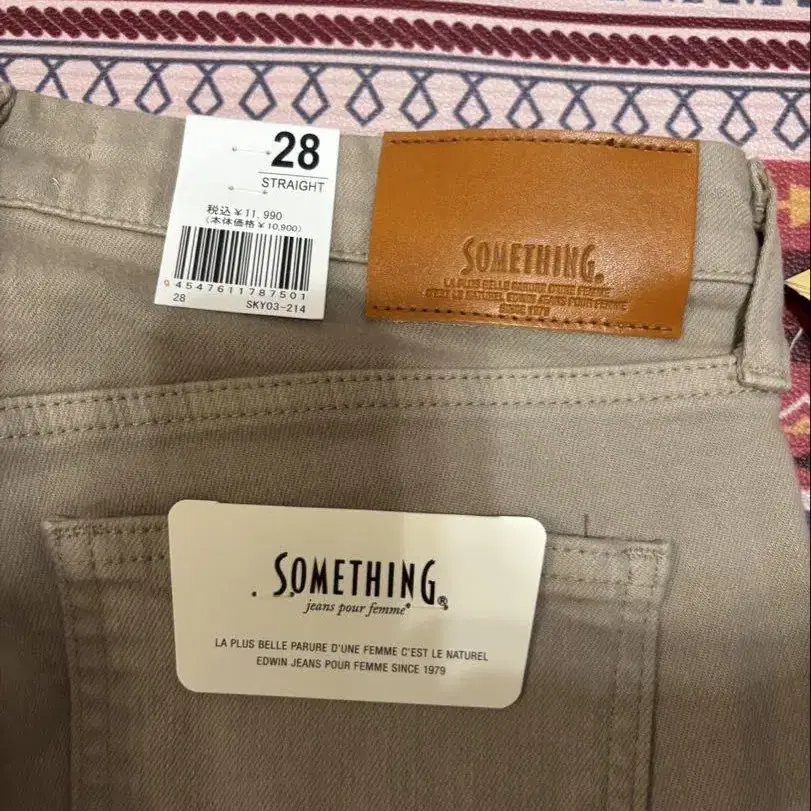 28
STRAIGHT
税込 ¥11,990
(本体価格 ¥10,900)
4547611787501
28 SKY03-214
SOMETHING®
LA PLUS BELLE PARURE D'UNE FEMME
C'EST LE NATUREL EDWIN JEANS POUR FEMME
SINCE 1979
SOMETHING®
jeans pour femme
LA PLUS BELLE PARURE D'UNE FEMME C'EST LE NATUREL
EDWIN JEANS POUR FEMME SINCE 1979